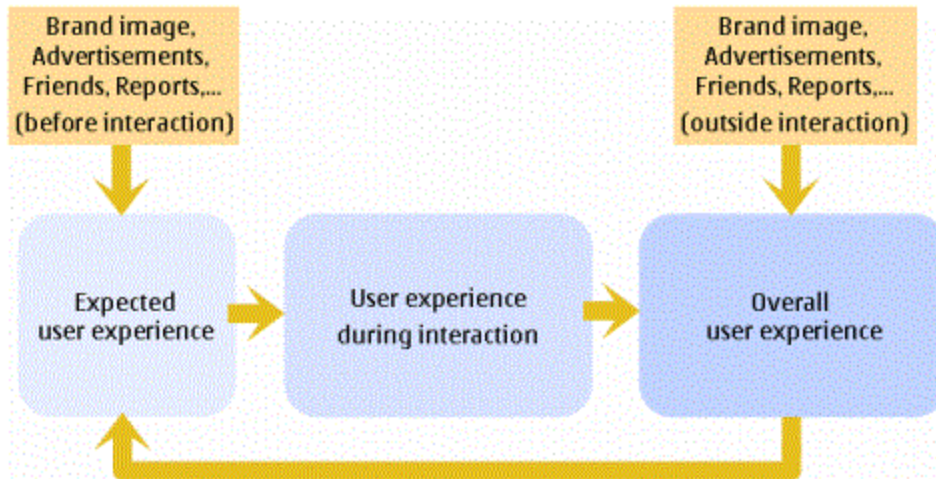 Brand image,
Advertisements,
Friends, Reports,...
(before interaction)
Brand image,
Advertisements,
Friends, Reports,...
(outside interaction)
Expected
user experience
User experience
during interaction
Overall
user experience